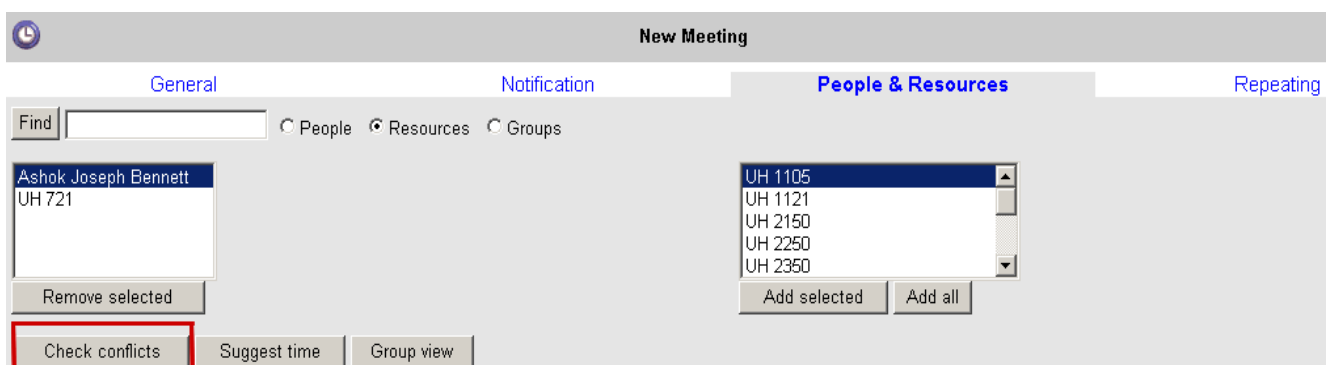 New Meeting
General Notification People & Resources Repeating
Find People Resources Groups
Ashok Joseph Bennett
UH 721
UH 1105
UH 1121
UH 2150
UH 2250
UH 2350
Remove selected
Add selected Add all
Check conflicts Suggest time Group view